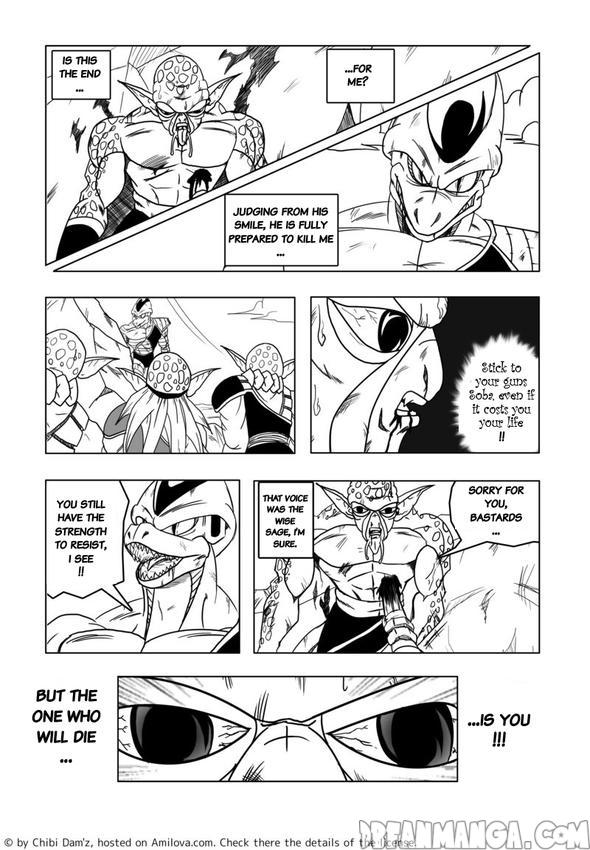 IS THIS
THE END
...
...FOR
ME?
JUDGING FROM HIS
SMILE, HE IS FULLY
PREPARED TO KILL ME
...
Stick to
your guns
Soba, even if
it costs you
your life
!!
YOU STILL
HAVE THE
STRENGTH
TO RESIST,
I SEE
!!
THAT VOICE
WAS THE
WISE
SAGE, I'M
SURE.
SORRY FOR
YOU,
BASTARDS
...
BUT THE
ONE WHO
WILL DIE
...
...IS YOU
!!!
DREAMMANGA.COM
© by Chibi Dam'z, hosted on Amilova.com. Check there the details of the license.